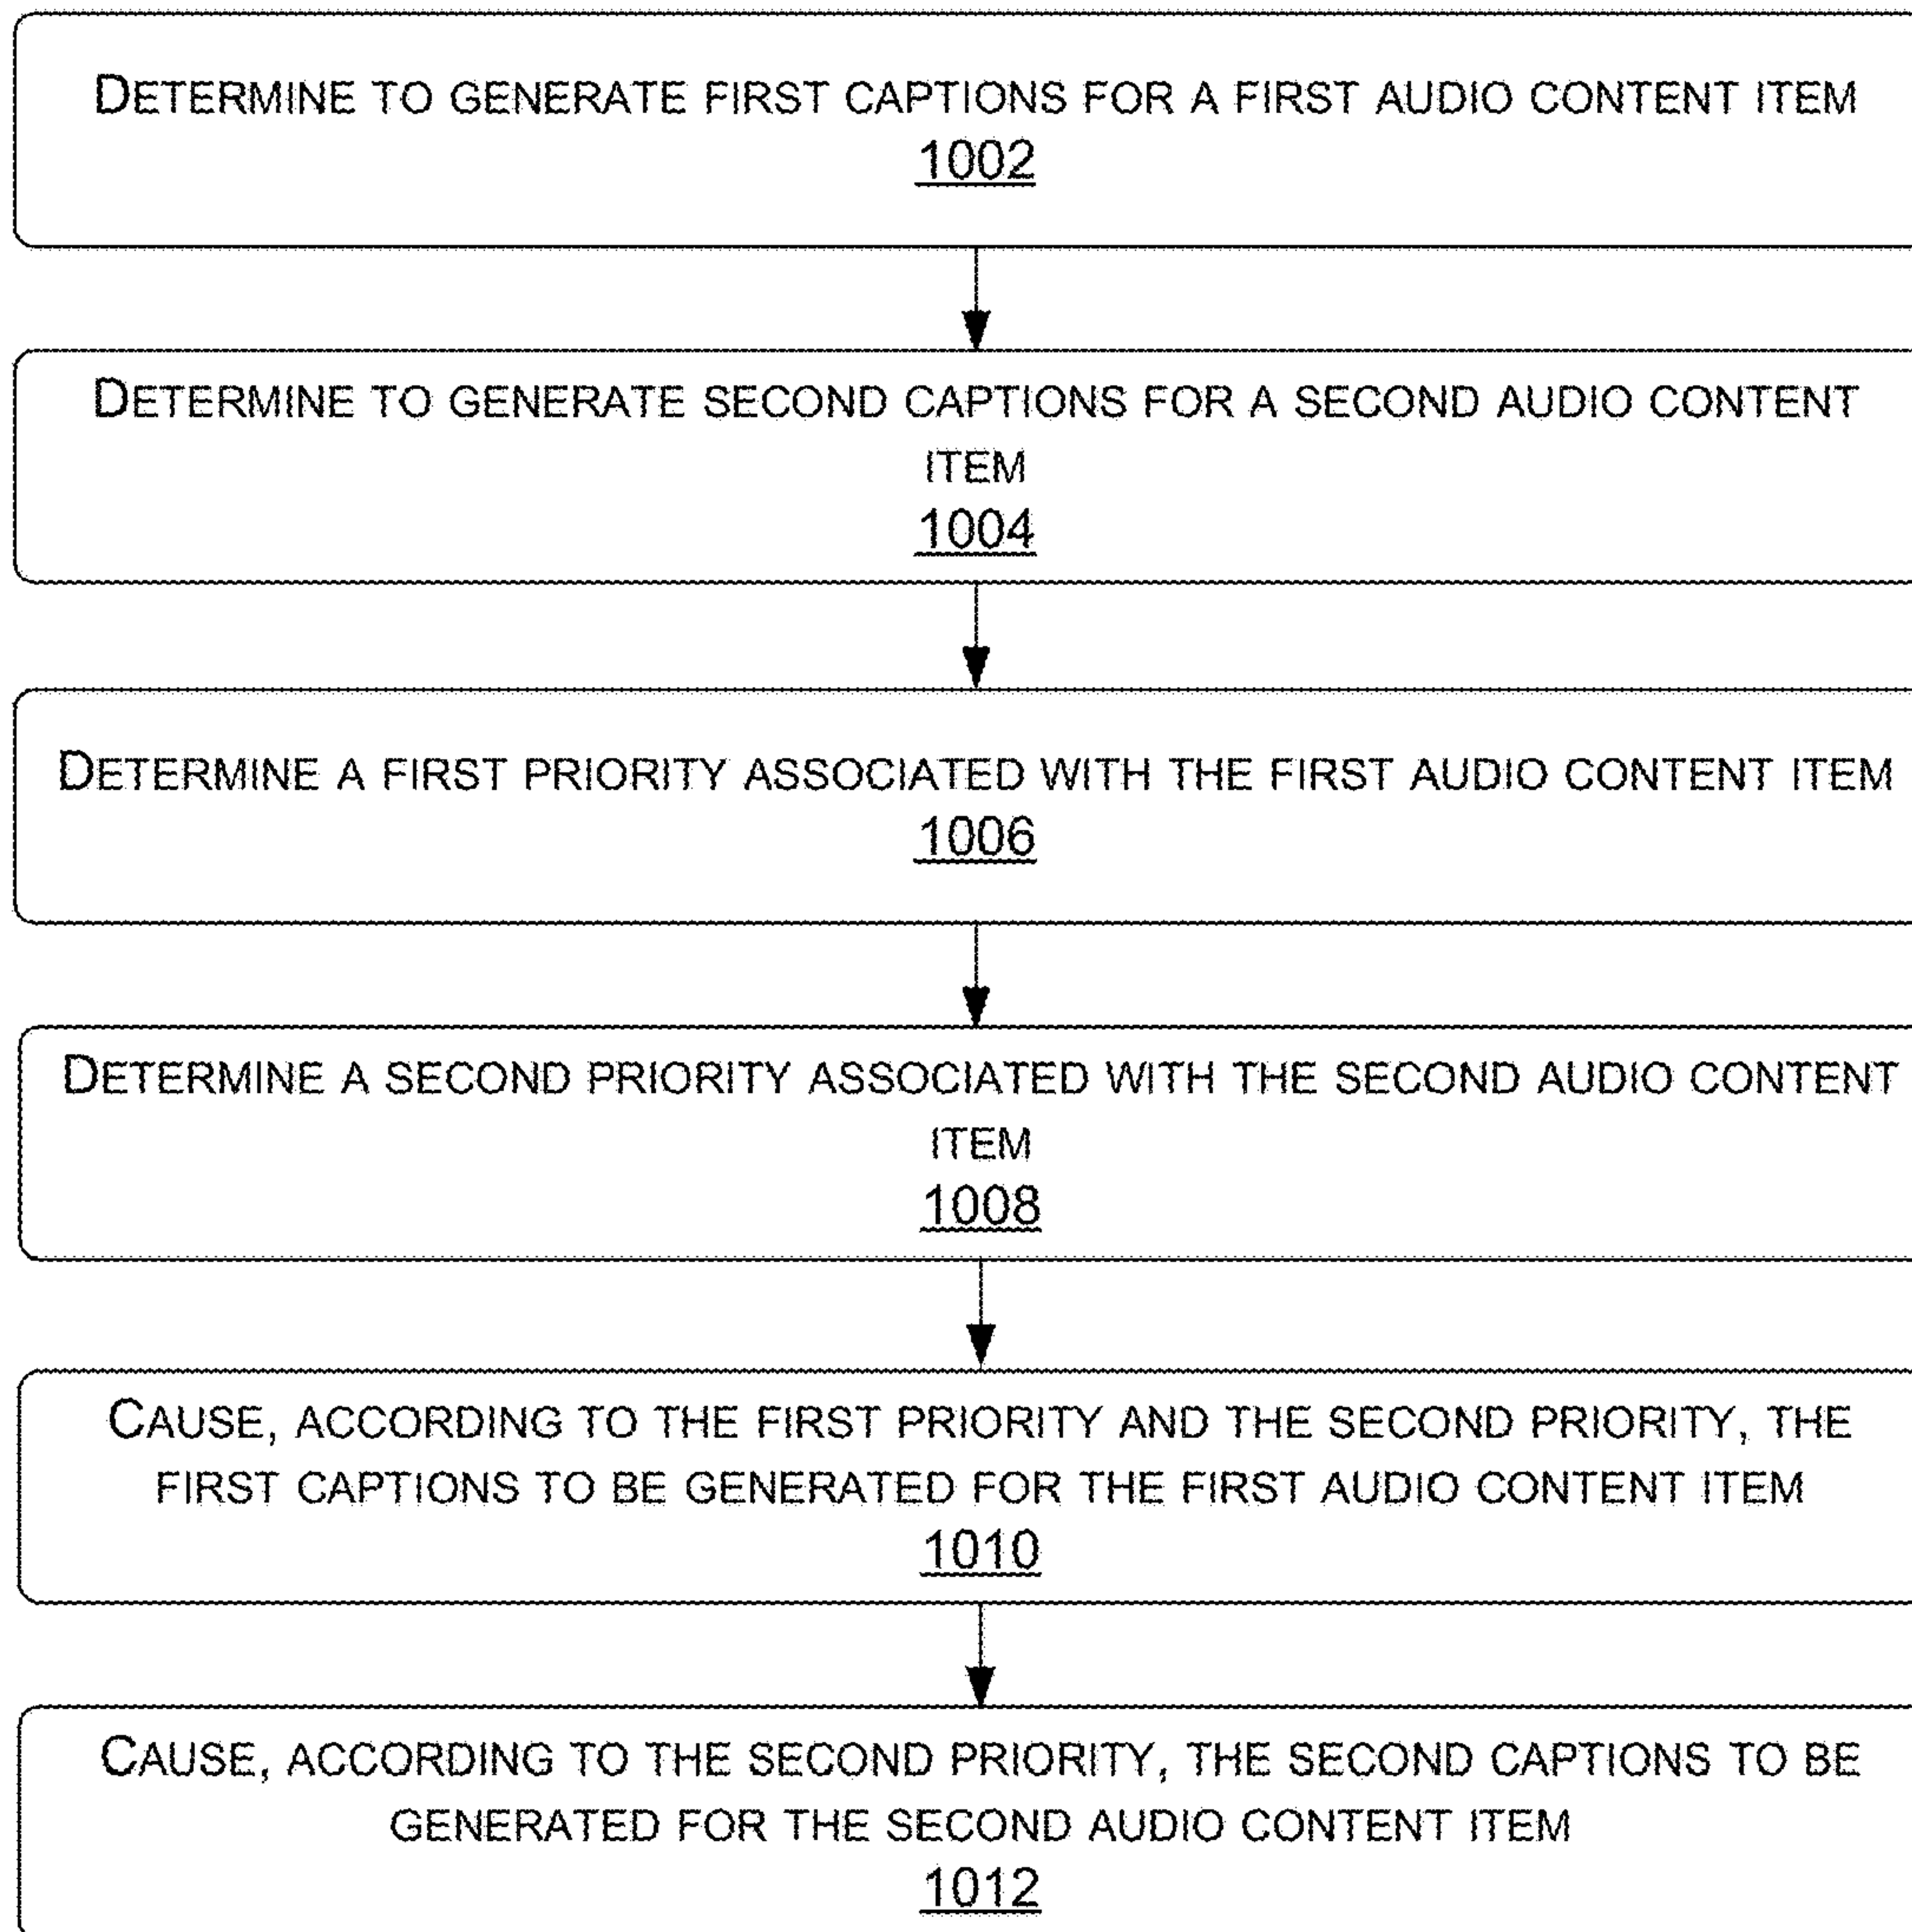 DETERMINE TO GENERATE FIRST CAPTIONS FOR A FIRST AUDIO CONTENT ITEM
1002
DETERMINE TO GENERATE SECOND CAPTIONS FOR A SECOND AUDIO CONTENT
ITEM
1004
DETERMINE A FIRST PRIORITY ASSOCIATED WITH THE FIRST AUDIO CONTENT ITEM
1006
DETERMINE A SECOND PRIORITY ASSOCIATED WITH THE SECOND AUDIO CONTENT
ITEM
1008
CAUSE, ACCORDING TO THE FIRST PRIORITY AND THE SECOND PRIORITY, THE
FIRST CAPTIONS TO BE GENERATED FOR THE FIRST AUDIO CONTENT ITEM
1010
CAUSE, ACCORDING TO THE SECOND PRIORITY, THE SECOND CAPTIONS TO BE
GENERATED FOR THE SECOND AUDIO CONTENT ITEM
1012